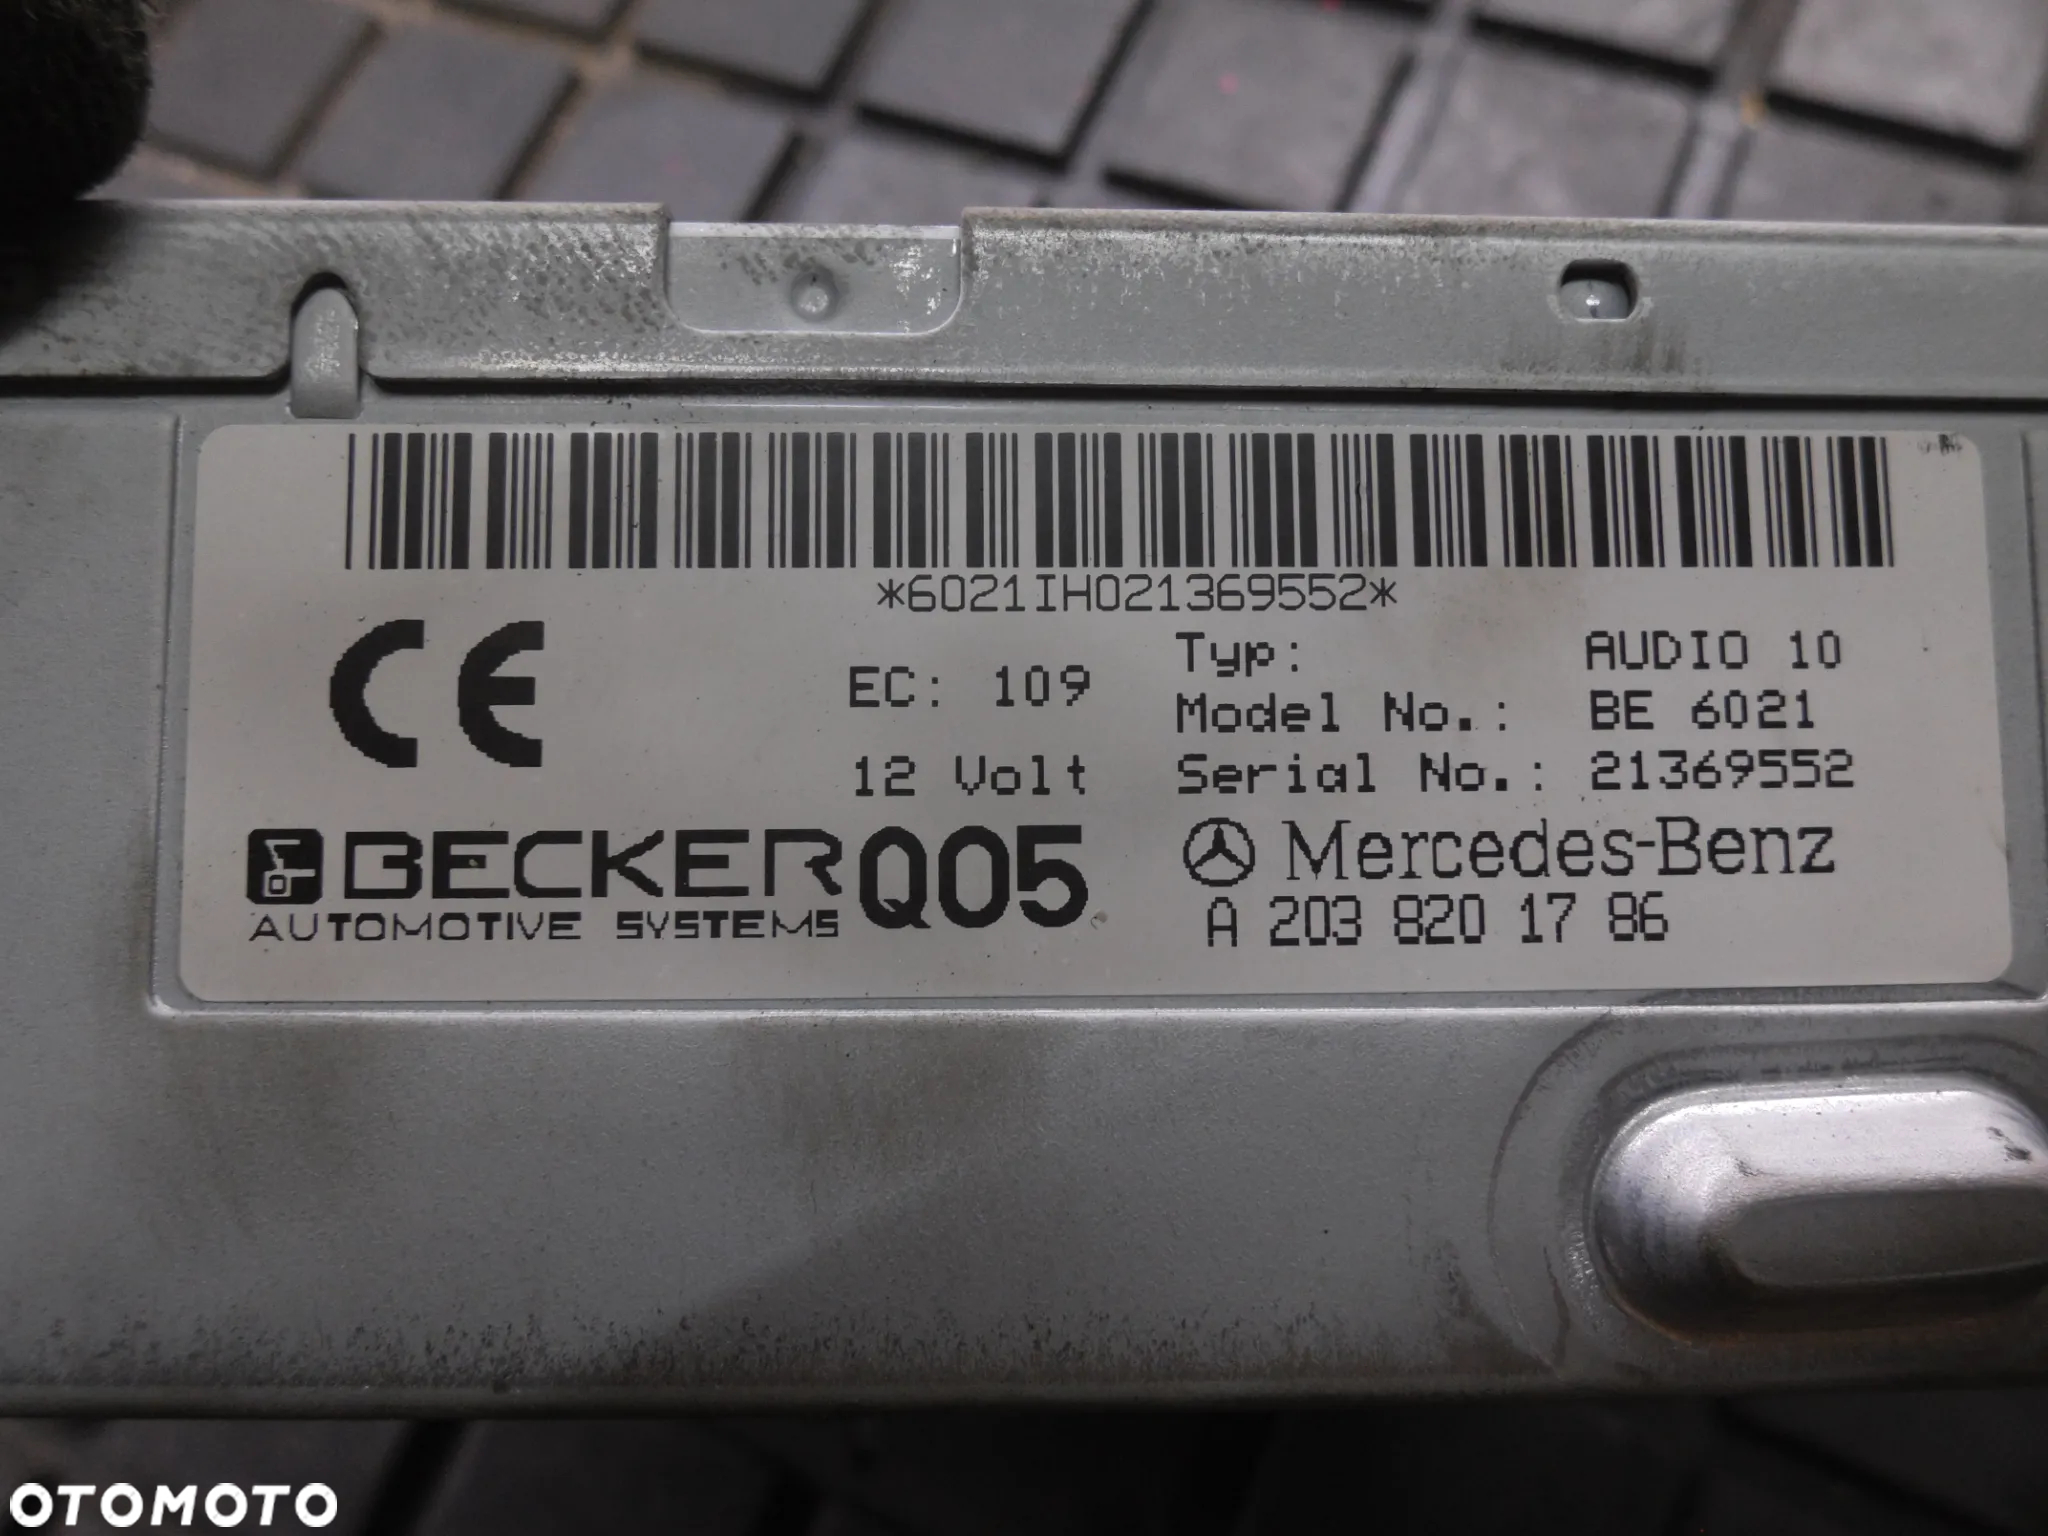 *6021IH021369552*
EC: 109
12 Volt
Typ: AUDIO 10
Model No.: BE 6021
Serial No.: 21369552
BECKER Q05
AUTOMOTIVE SYSTEMS
Mercedes-Benz
A 203 820 17 86
OTOMOTO